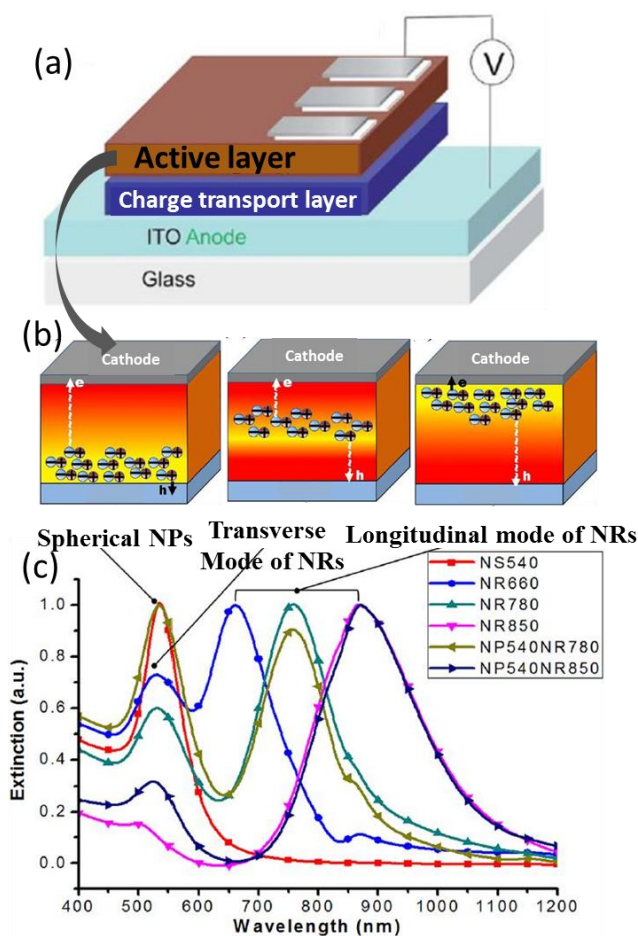 (a)
V
Active layer
Charge transport layer
ITO Anode
Glass
(b)
Cathode
Cathode
Cathode
e
e
e
h
h
h
Spherical NPs
Transverse
Mode of NRs
Longitudinal mode of NRs
(c)
NS540
NR660
NR780
NR850
NP540NR780
NP540NR850
Extinction (a.u.)
1.0
0.8
0.6
0.4
0.2
0.0
400 500 600 700 800 900 1000 1100 1200
Wavelength (nm)